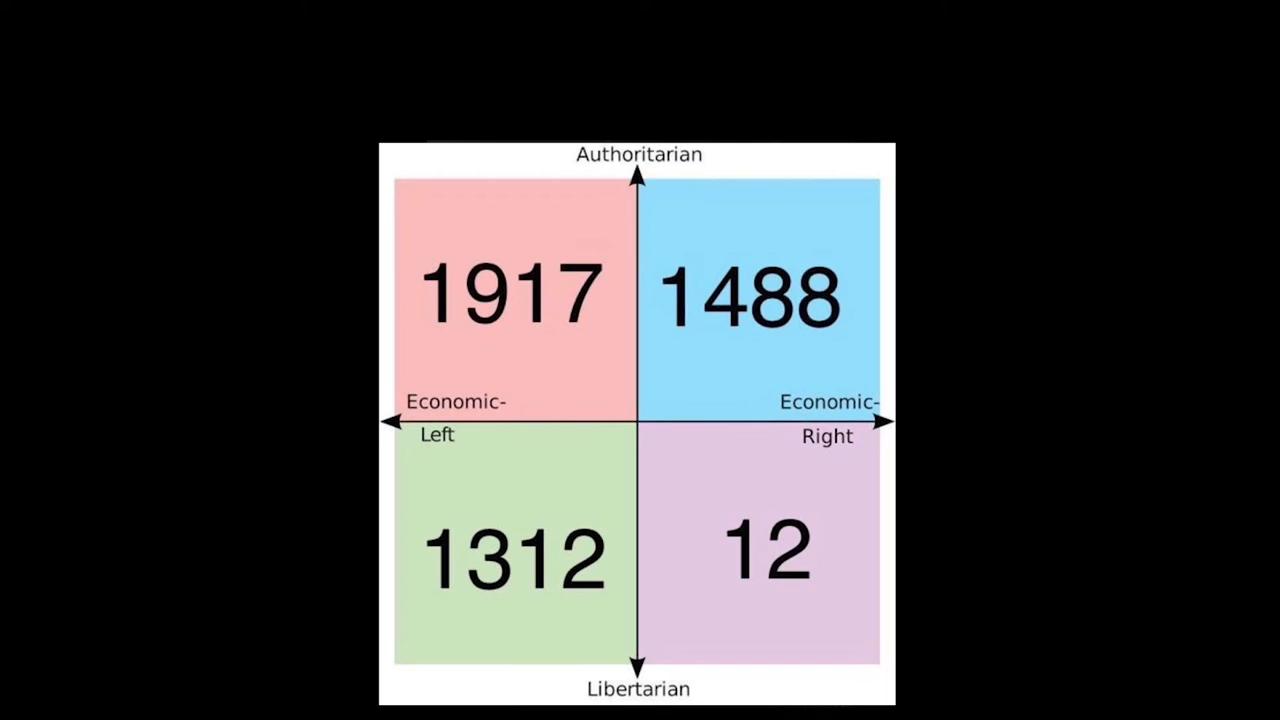 Authoritarian
1917 1488
Economic- Economic-
Left Right
1312 12
Libertarian